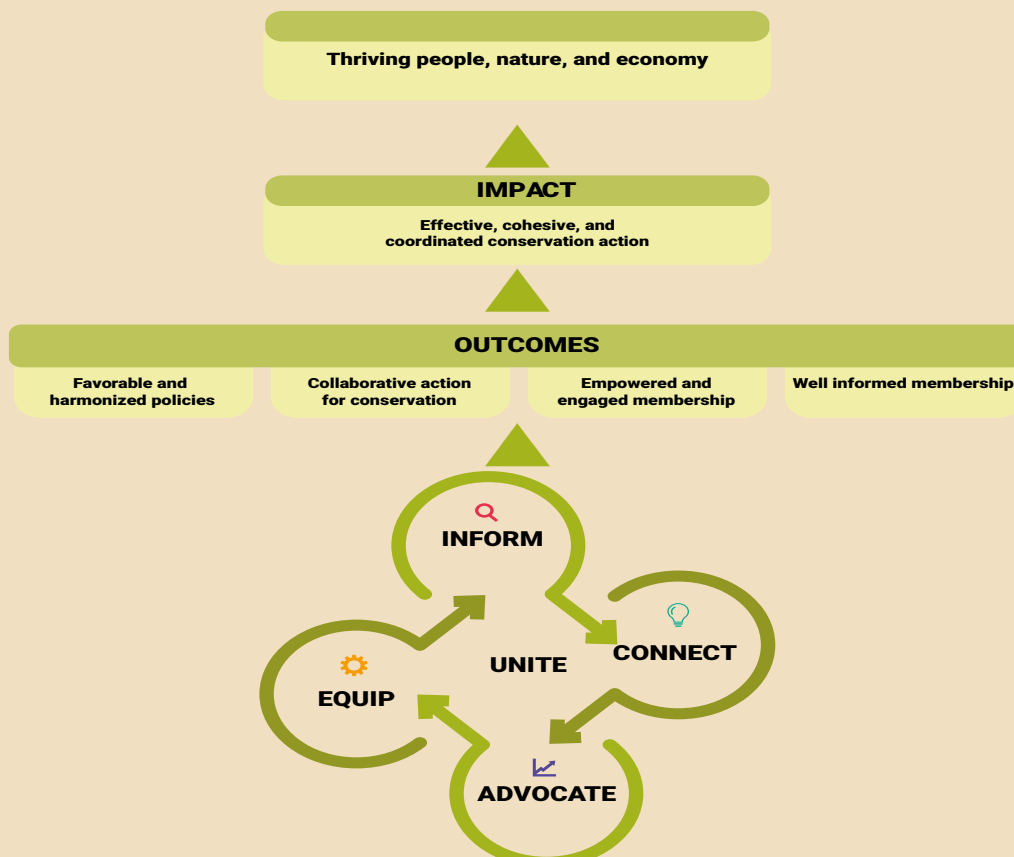 Thriving people, nature, and economy
IMPACT
Effective, cohesive, and
coordinated conservation action
OUTCOMES
Favorable and
harmonized policies
Collaborative action
for conservation
Empowered and
engaged membership
Well informed membership
INFORM
CONNECT
UNITE
EQUIP
ADVOCATE